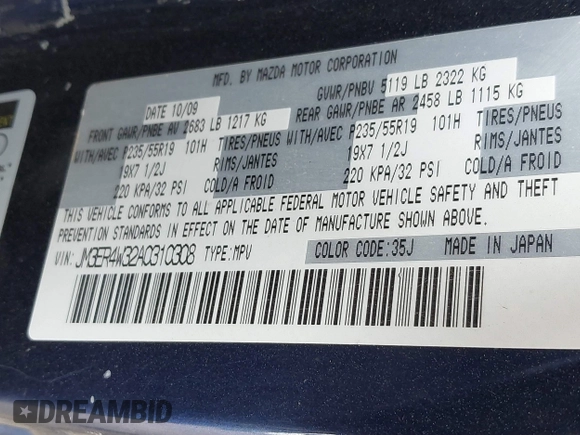 MFD. BY MAZDA MOTOR CORPORATION
DATE 10/09
GVWR/PNBV 5119 LB 2322 KG
FRONT GAWR/PNBE AV 2683 LB 1217 KG
REAR GAWR/PNBE AR 2458 LB 1115 KG
WITH/AVEC P235/55R19 101H TIRES/PNEUS
19X7 1/2J RIMS/JANTES
220 KPA/32 PSI COLD/A FROID
WITH/AVEC P235/55R19 101H TIRES/PNEUS
19X7 1/2J RIMS/JANTES
220 KPA/32 PSI COLD/A FROID
THIS VEHICLE CONFORMS TO ALL APPLICABLE FEDERAL MOTOR VEHICLE SAFETY AND THEFT
PREVENTION STANDARDS IN EFFECT ON THE DATE OF MANUFACTURE SHOWN ABOVE.
VIN: JM3ER4W32A0310308 TYPE:MPV
COLOR CODE:35J
MADE IN JAPAN
DREAMBID